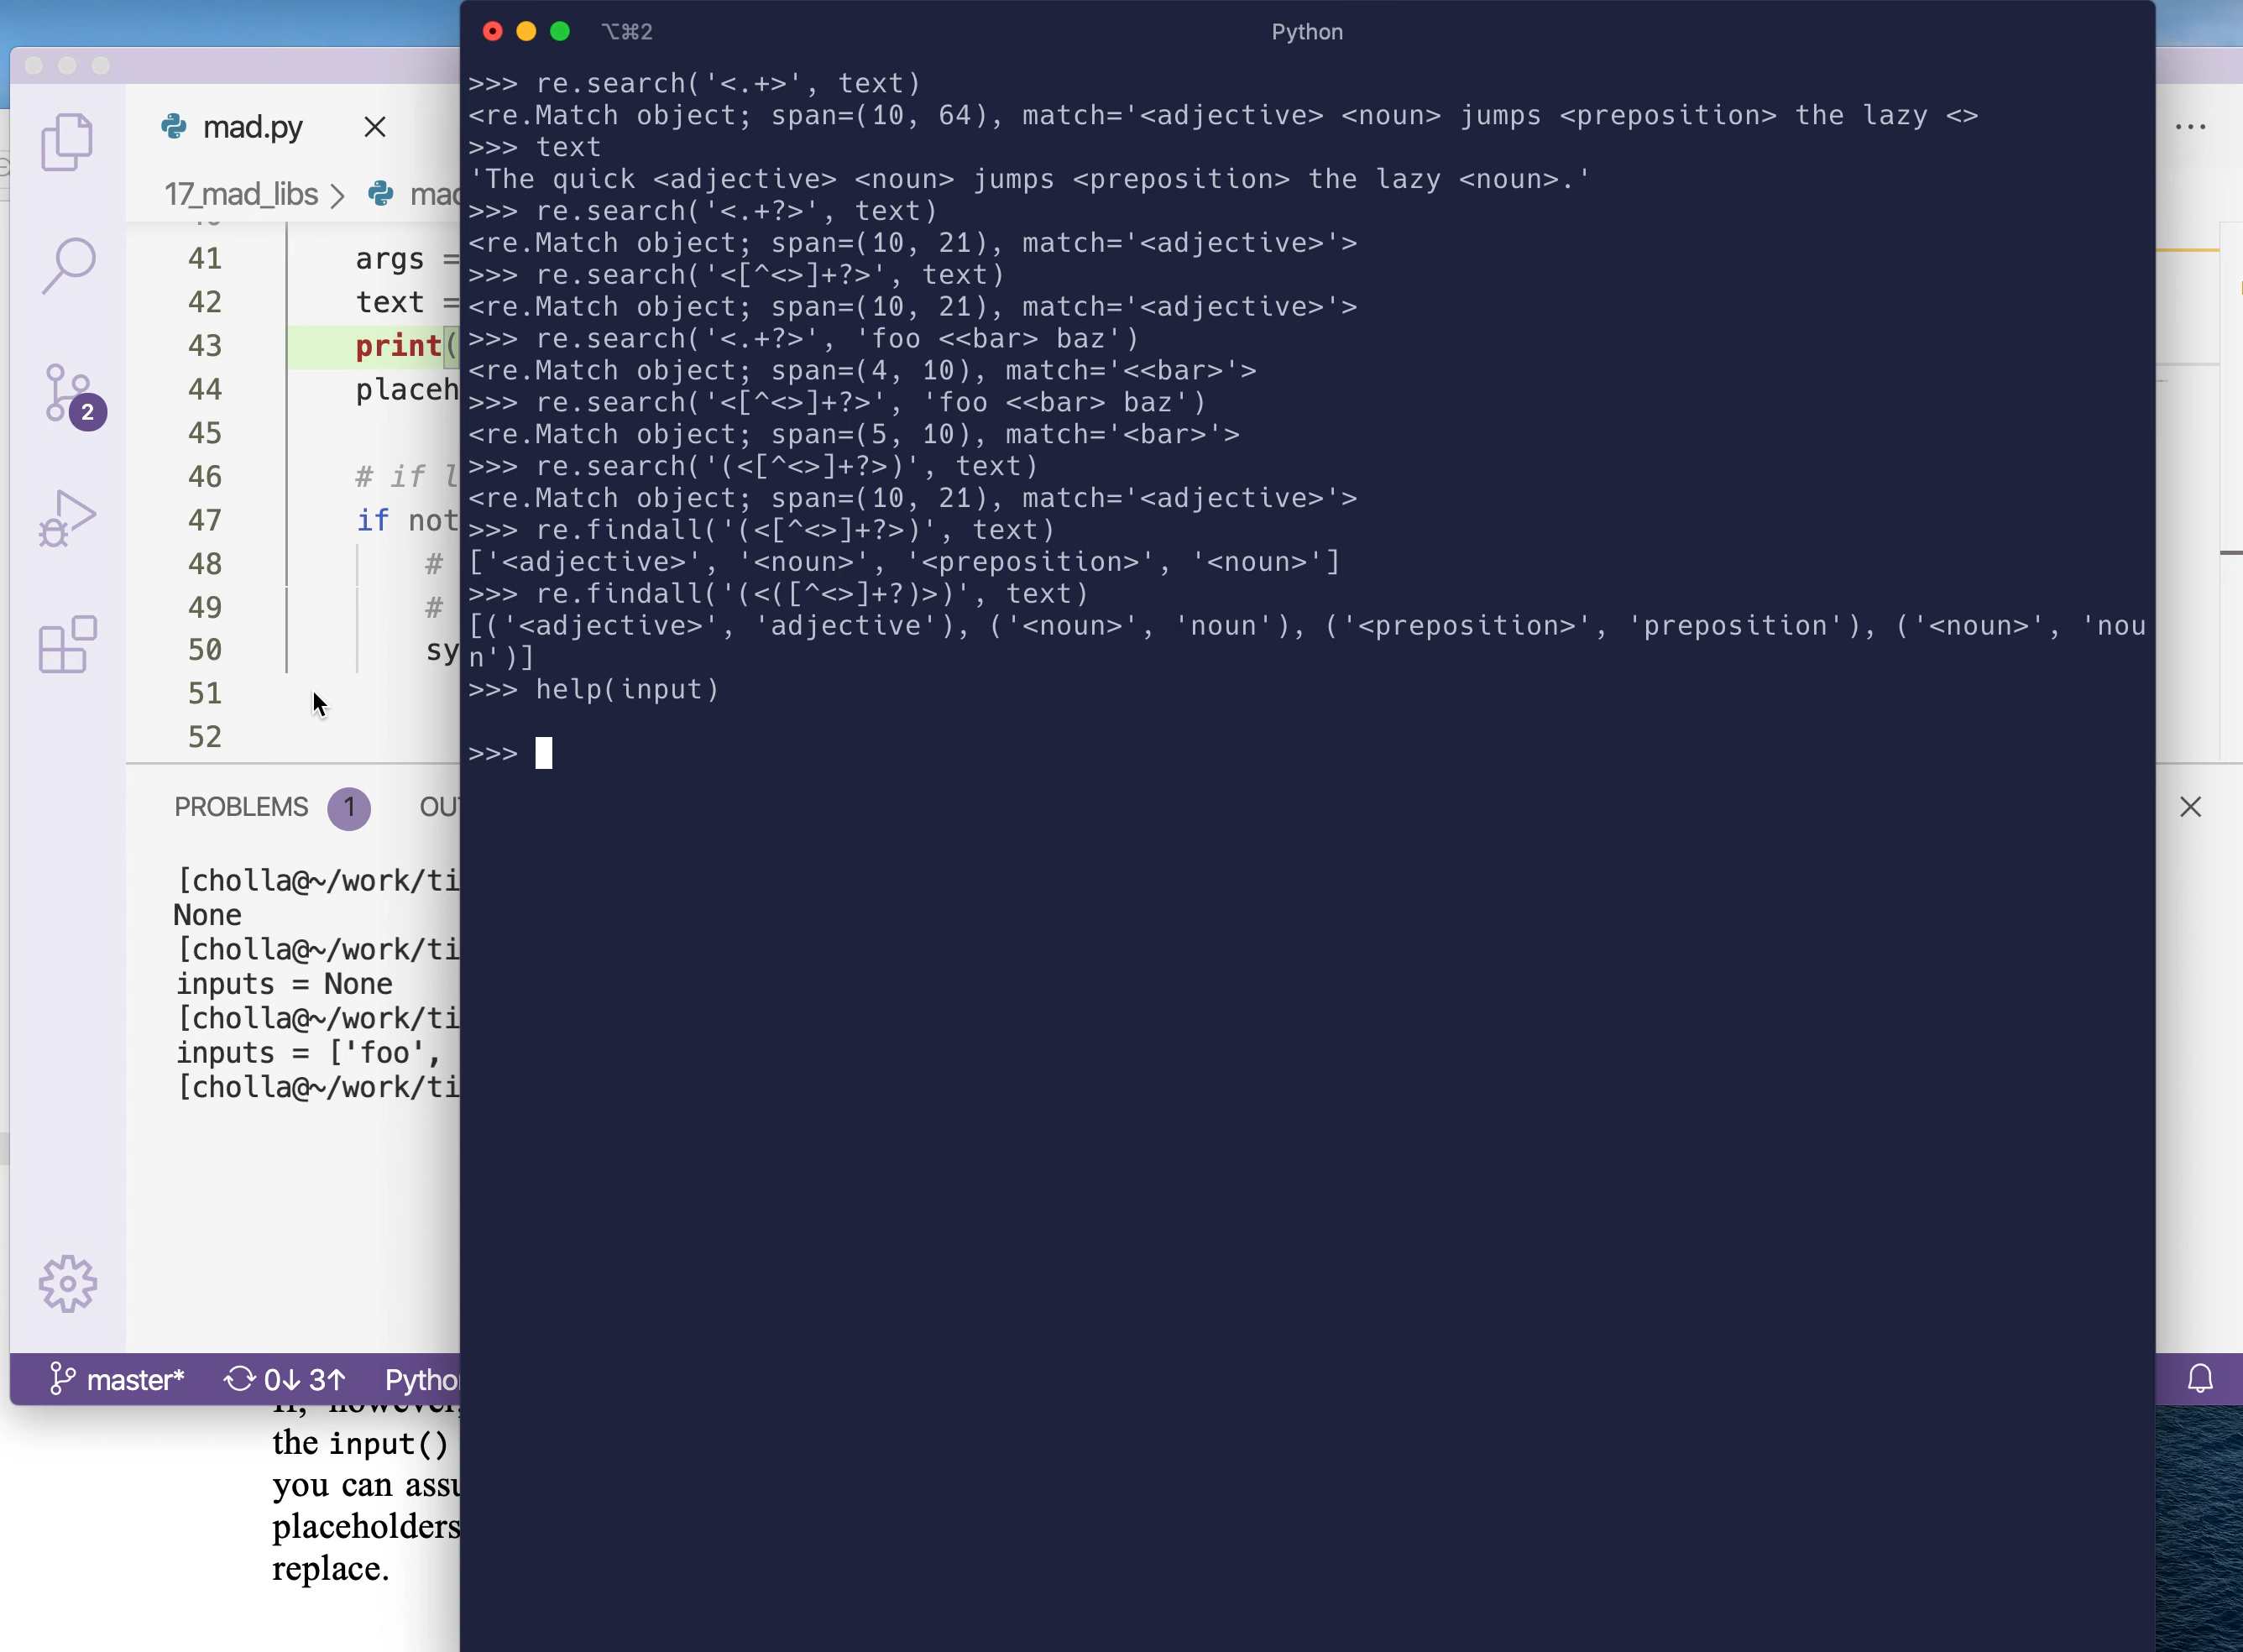 ⌥⌘2
Python
>>> re.search('<.+>', text)
<re.Match object; span=(10, 64), match='<adjective> <noun> jumps <preposition> the lazy <>
>>> text
'The quick <adjective> <noun> jumps <preposition> the lazy <noun>.'
>>> re.search('<.+?>', text)
<re.Match object; span=(10, 21), match='<adjective>'>
>>> re.search('<[^<>]+?>', text)
<re.Match object; span=(10, 21), match='<adjective>'>
>>> re.search('<.+?>', 'foo <<bar> baz')
<re.Match object; span=(4, 10), match='<<bar>'>
>>> re.search('<[^<>]+?>', 'foo <<bar> baz')
<re.Match object; span=(5, 10), match='<bar>'>
>>> re.search('(<[^<>]+?>)', text)
<re.Match object; span=(10, 21), match='<adjective>'>
>>> re.findall('(<[^<>]+?>)', text)
['<adjective>', '<noun>', '<preposition>', '<noun>']
>>> re.findall('(<([^<>]+?)>)', text)
[('<adjective>', 'adjective'), ('<noun>', 'noun'), ('<preposition>', 'preposition'), ('<noun>', 'nou
n')]
>>> help(input)
>>>
mad.py
17_mad_libs >
41 args =
42 text =
43 print(
44 placeh
45
46 # if l
47 if not
48 #
49 #
50 sy
51
52
2
PROBLEMS 1 OUT
[cholla@~/work/ti
None
[cholla@~/work/ti
inputs = None
[cholla@~/work/ti
inputs = ['foo',
[cholla@~/work/ti
master* 0↓ 3↑ Pytho
the input()
you can assu
placeholders
replace.